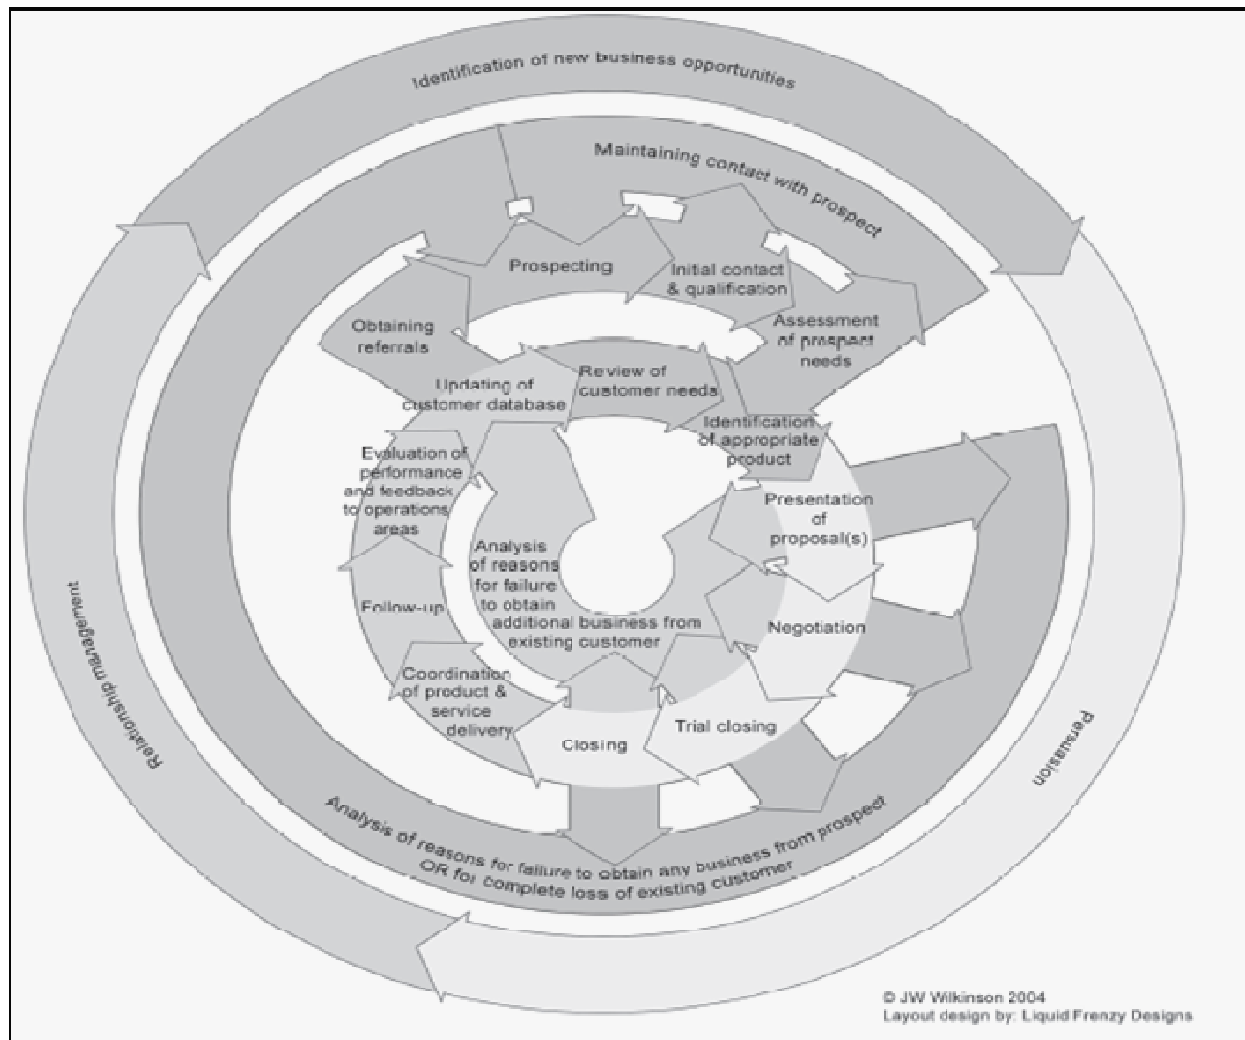 Identification of new business opportunities
Maintaining contact with prospect
Prospecting
Initial contact
& qualification
Assessment
of prospect
needs
Obtaining
referrals
Updating of
customer database
Review of
customer needs
Identification
of appropriate
product
Evaluation of
performance
and feedback
to operations
areas
Presentation
of
proposal(s)
Analysis
of reasons
for failure
to obtain
additional business from
existing customer
Follow-up
Negotiation
Coordination
of product &
service
delivery
Trial closing
Closing
Relationship management
Persuasion
Analysis of reasons for failure to obtain any business from prospect
OR for complete loss of existing customer
© JW Wilkinson 2004
Layout design by: Liquid Frenzy Designs